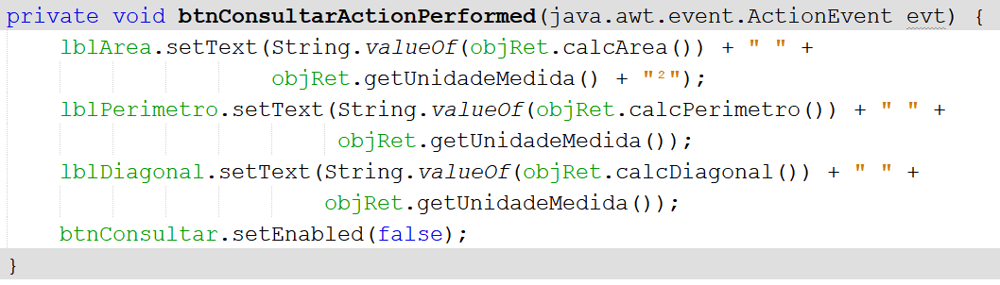 private void btnConsultarActionPerformed(java.awt.event.ActionEvent evt) {
    lblArea.setText(String.valueOf(objRet.calcArea()) + " " +
                    objRet.getUnidadeMedida() + "²");
    lblPerimetro.setText(String.valueOf(objRet.calcPerimetro()) + " " +
                         objRet.getUnidadeMedida());
    lblDiagonal.setText(String.valueOf(objRet.calcDiagonal()) + " " +
                        objRet.getUnidadeMedida());
    btnConsultar.setEnabled(false);
}